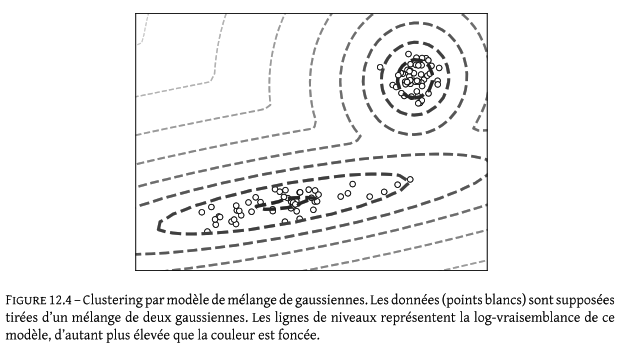 FIGURE 12.4 – Clustering par modèle de mélange de gaussiennes. Les données (points blancs) sont supposées
tirées d'un mélange de deux gaussiennes. Les lignes de niveaux représentent la log-vraisemblance de ce
modèle, d'autant plus élevée que la couleur est foncée.